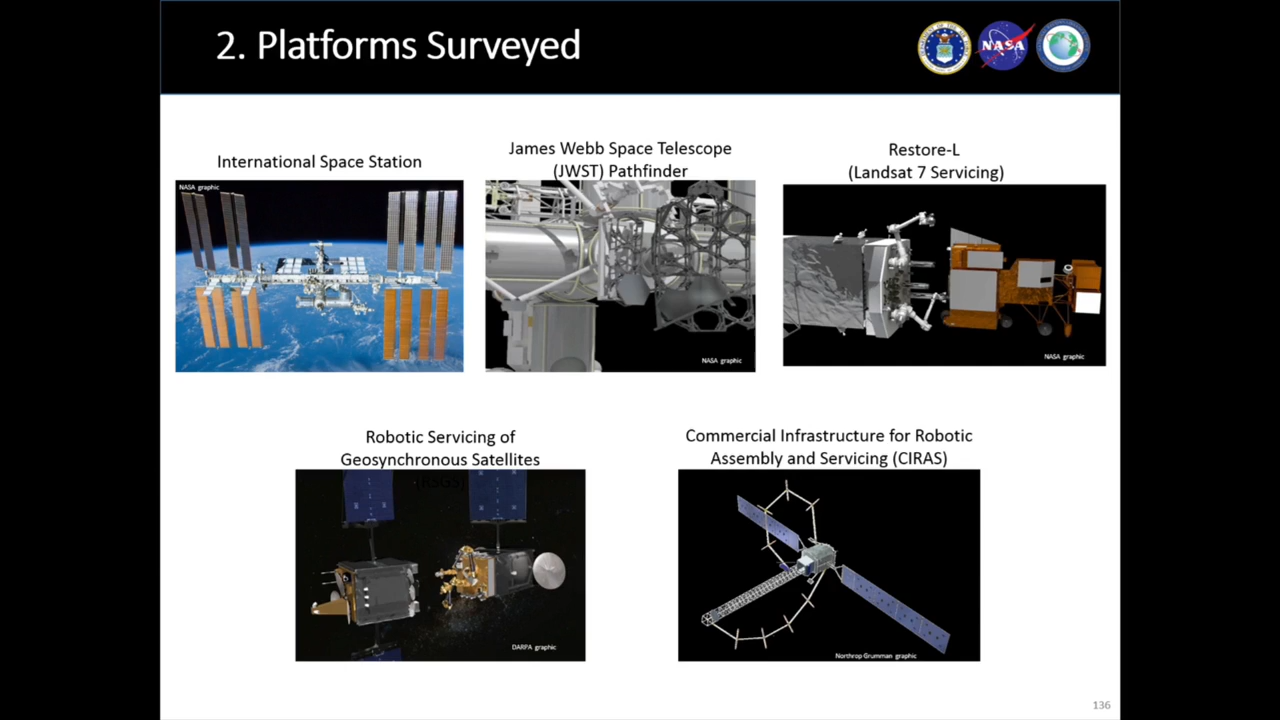 2. Platforms Surveyed
NASA
International Space Station
NASA graphic
James Webb Space Telescope
(JWST) Pathfinder
NASA graphic
Restore-L
(Landsat 7 Servicing)
NASA graphic
Robotic Servicing of
Geosynchronous Satellites
(RSGS)
DARPA graphic
Commercial Infrastructure for Robotic
Assembly and Servicing (CIRAS)
Northrop Grumman graphic
136